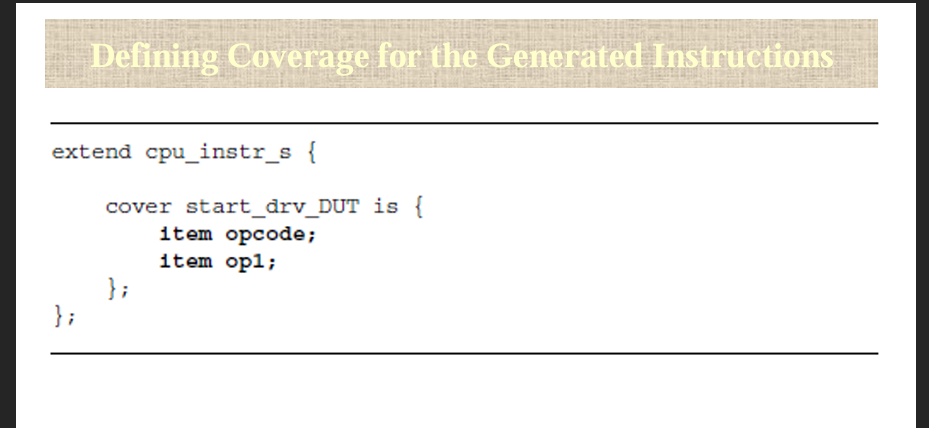 Defining Coverage for the Generated Instructions
extend cpu_instr_s {
cover start_drv_DUT is {
item opcode;
item op1;
};
};